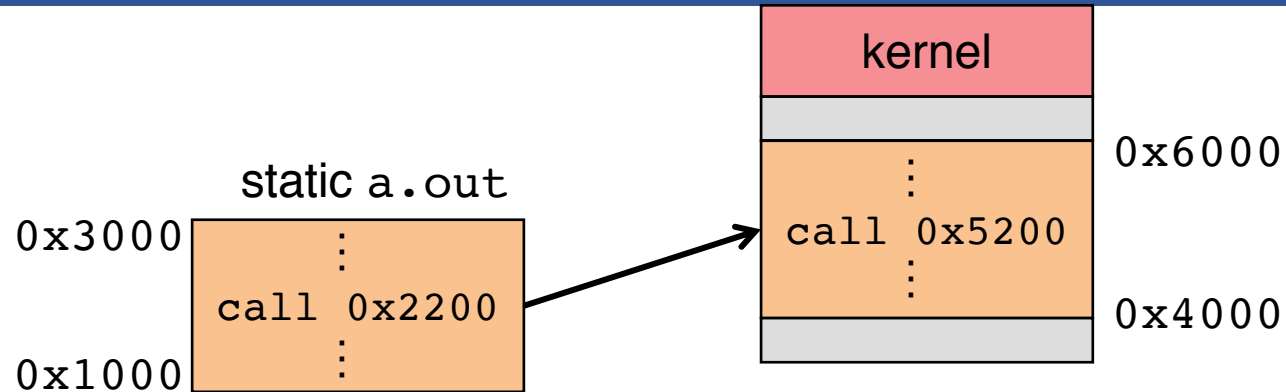 kernel
0x6000
static a.out
0x3000
⋮
call 0x5200
⋮
⋮
call 0x2200
⋮
0x4000
0x1000